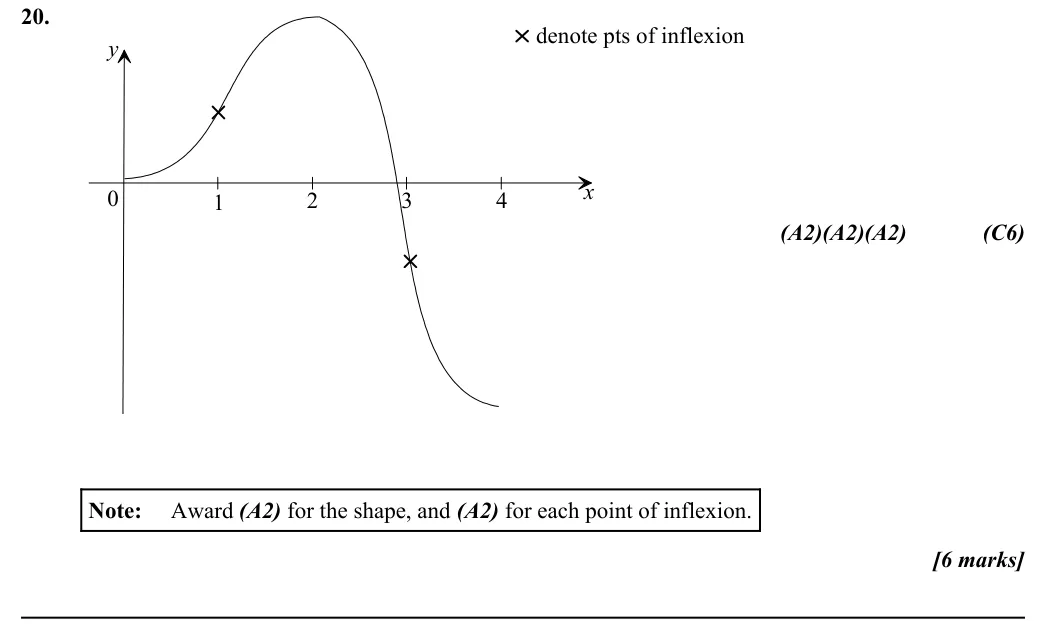 20.
× denote pts of inflexion
y
0
1
2
3
4
x
(A2)(A2)(A2) (C6)
Note: Award (A2) for the shape, and (A2) for each point of inflexion.
[6 marks]